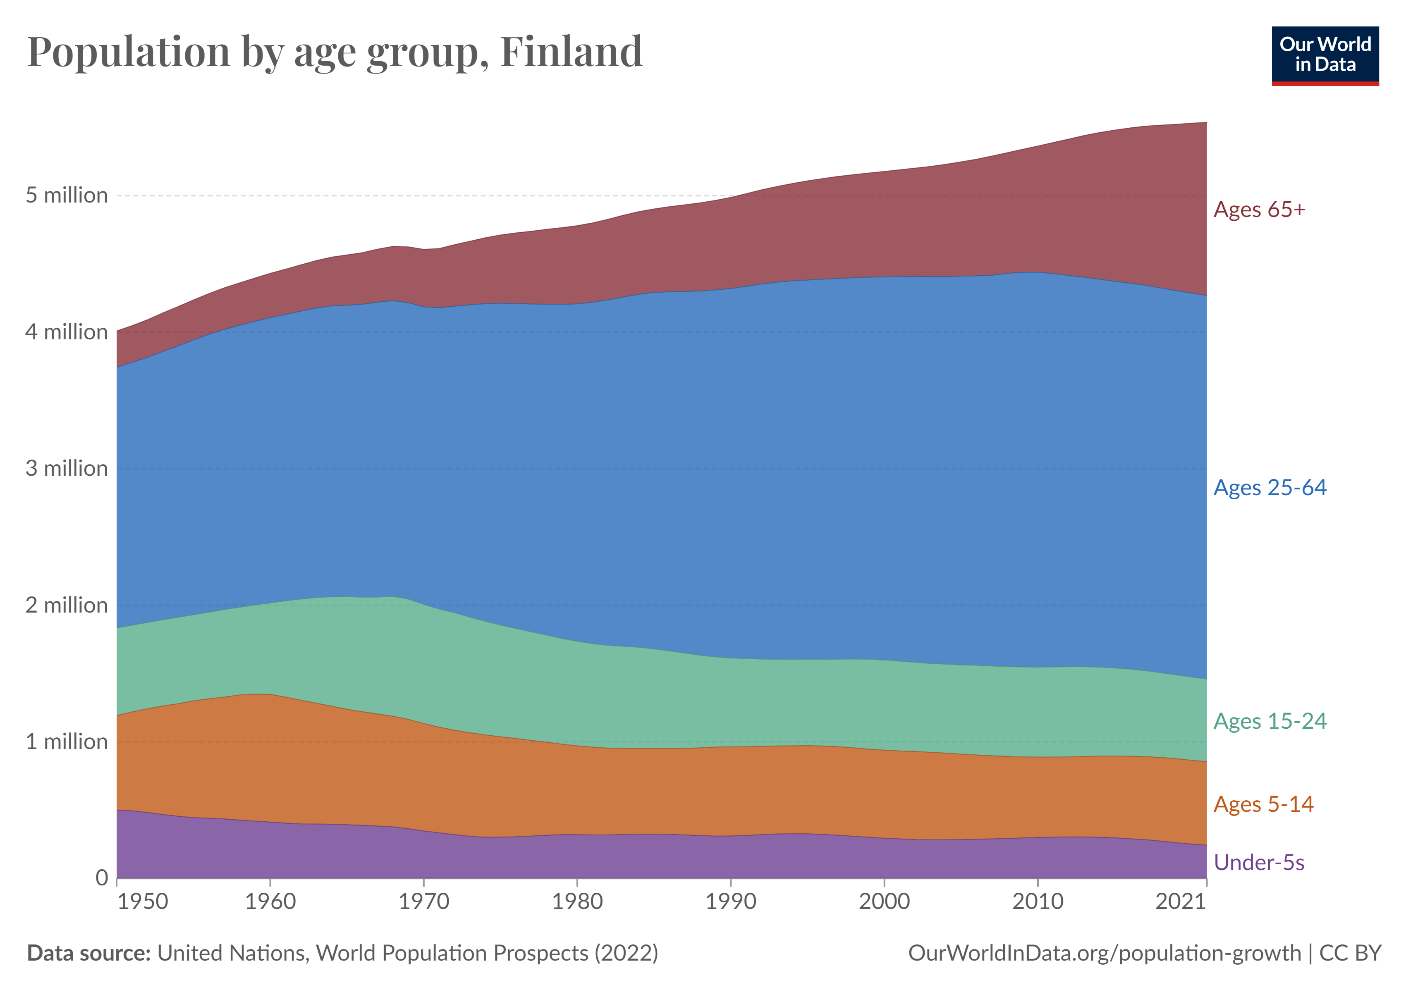 Population by age group, Finland
Our World
in Data
5 million
4 million
3 million
2 million
1 million
0
Ages 65+
Ages 25-64
Ages 15-24
Ages 5-14
Under-5s
1950 1960 1970 1980 1990 2000 2010 2021
Data source: United Nations, World Population Prospects (2022)
OurWorldInData.org/population-growth | CC BY